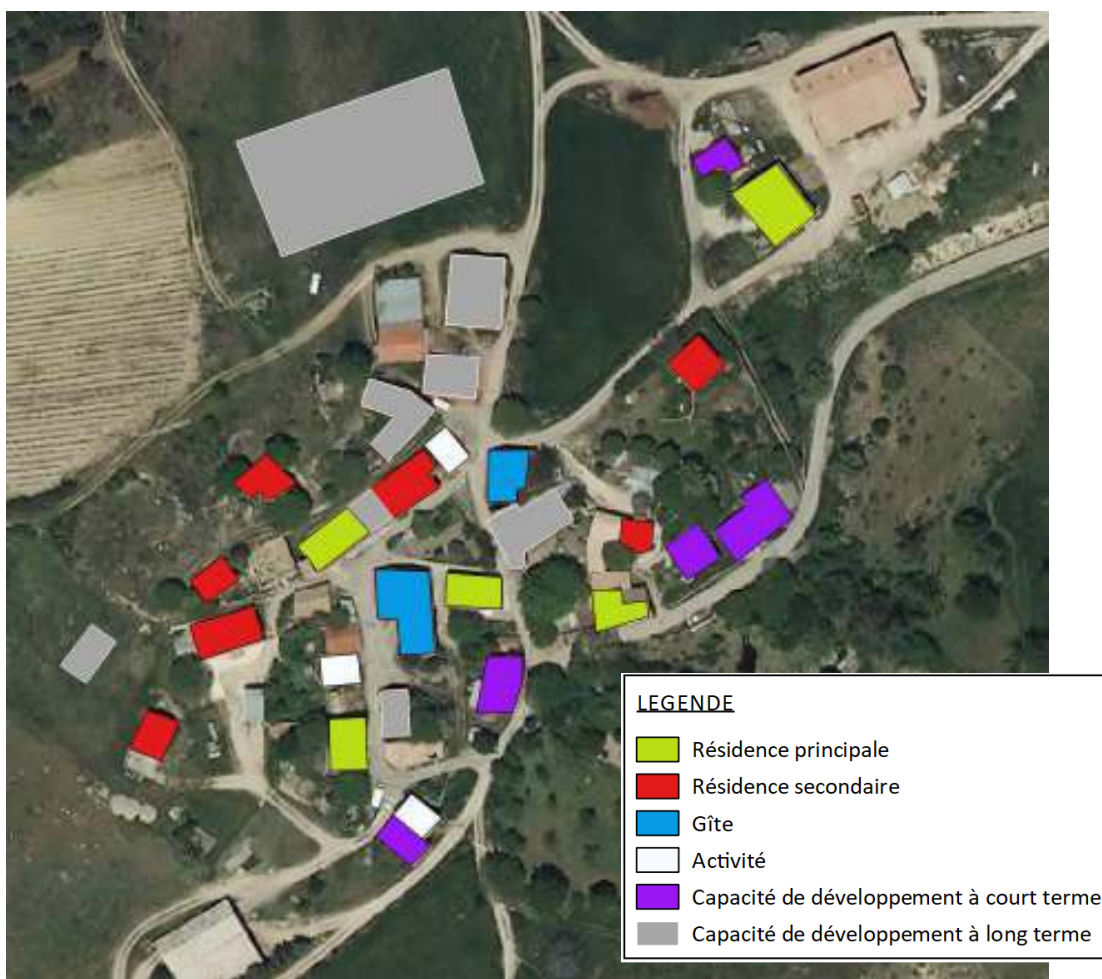 LEGENDE
Résidence principale
Résidence secondaire
Gîte
Activité
Capacité de développement à court terme
Capacité de développement à long terme